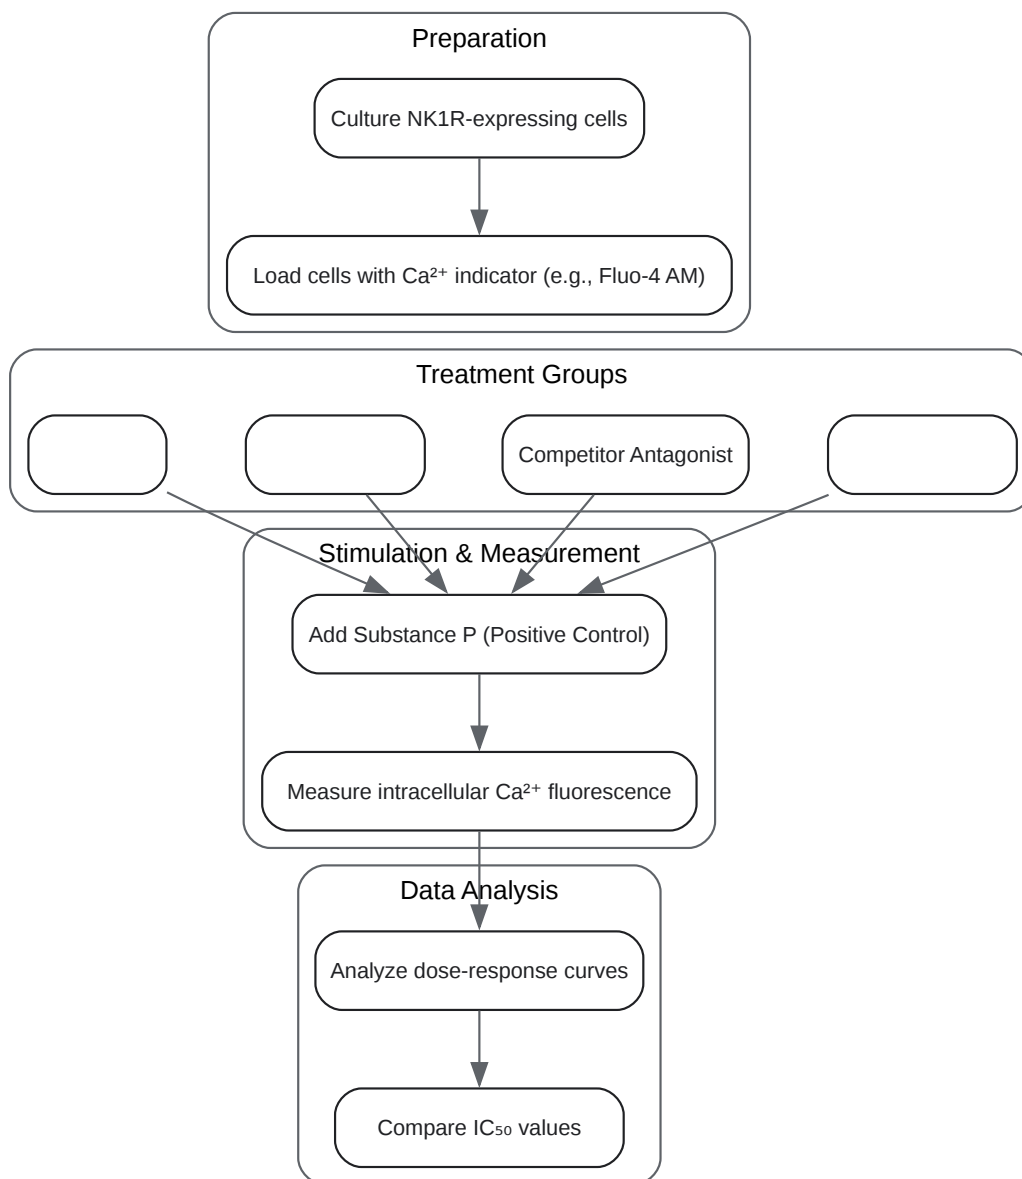 Preparation
Culture NK1R-expressing cells
Load cells with Ca²⁺ indicator (e.g., Fluo-4 AM)
Treatment Groups
Competitor Antagonist
Stimulation & Measurement
Add Substance P (Positive Control)
Measure intracellular Ca²⁺ fluorescence
Data Analysis
Analyze dose-response curves
Compare IC₅₀ values